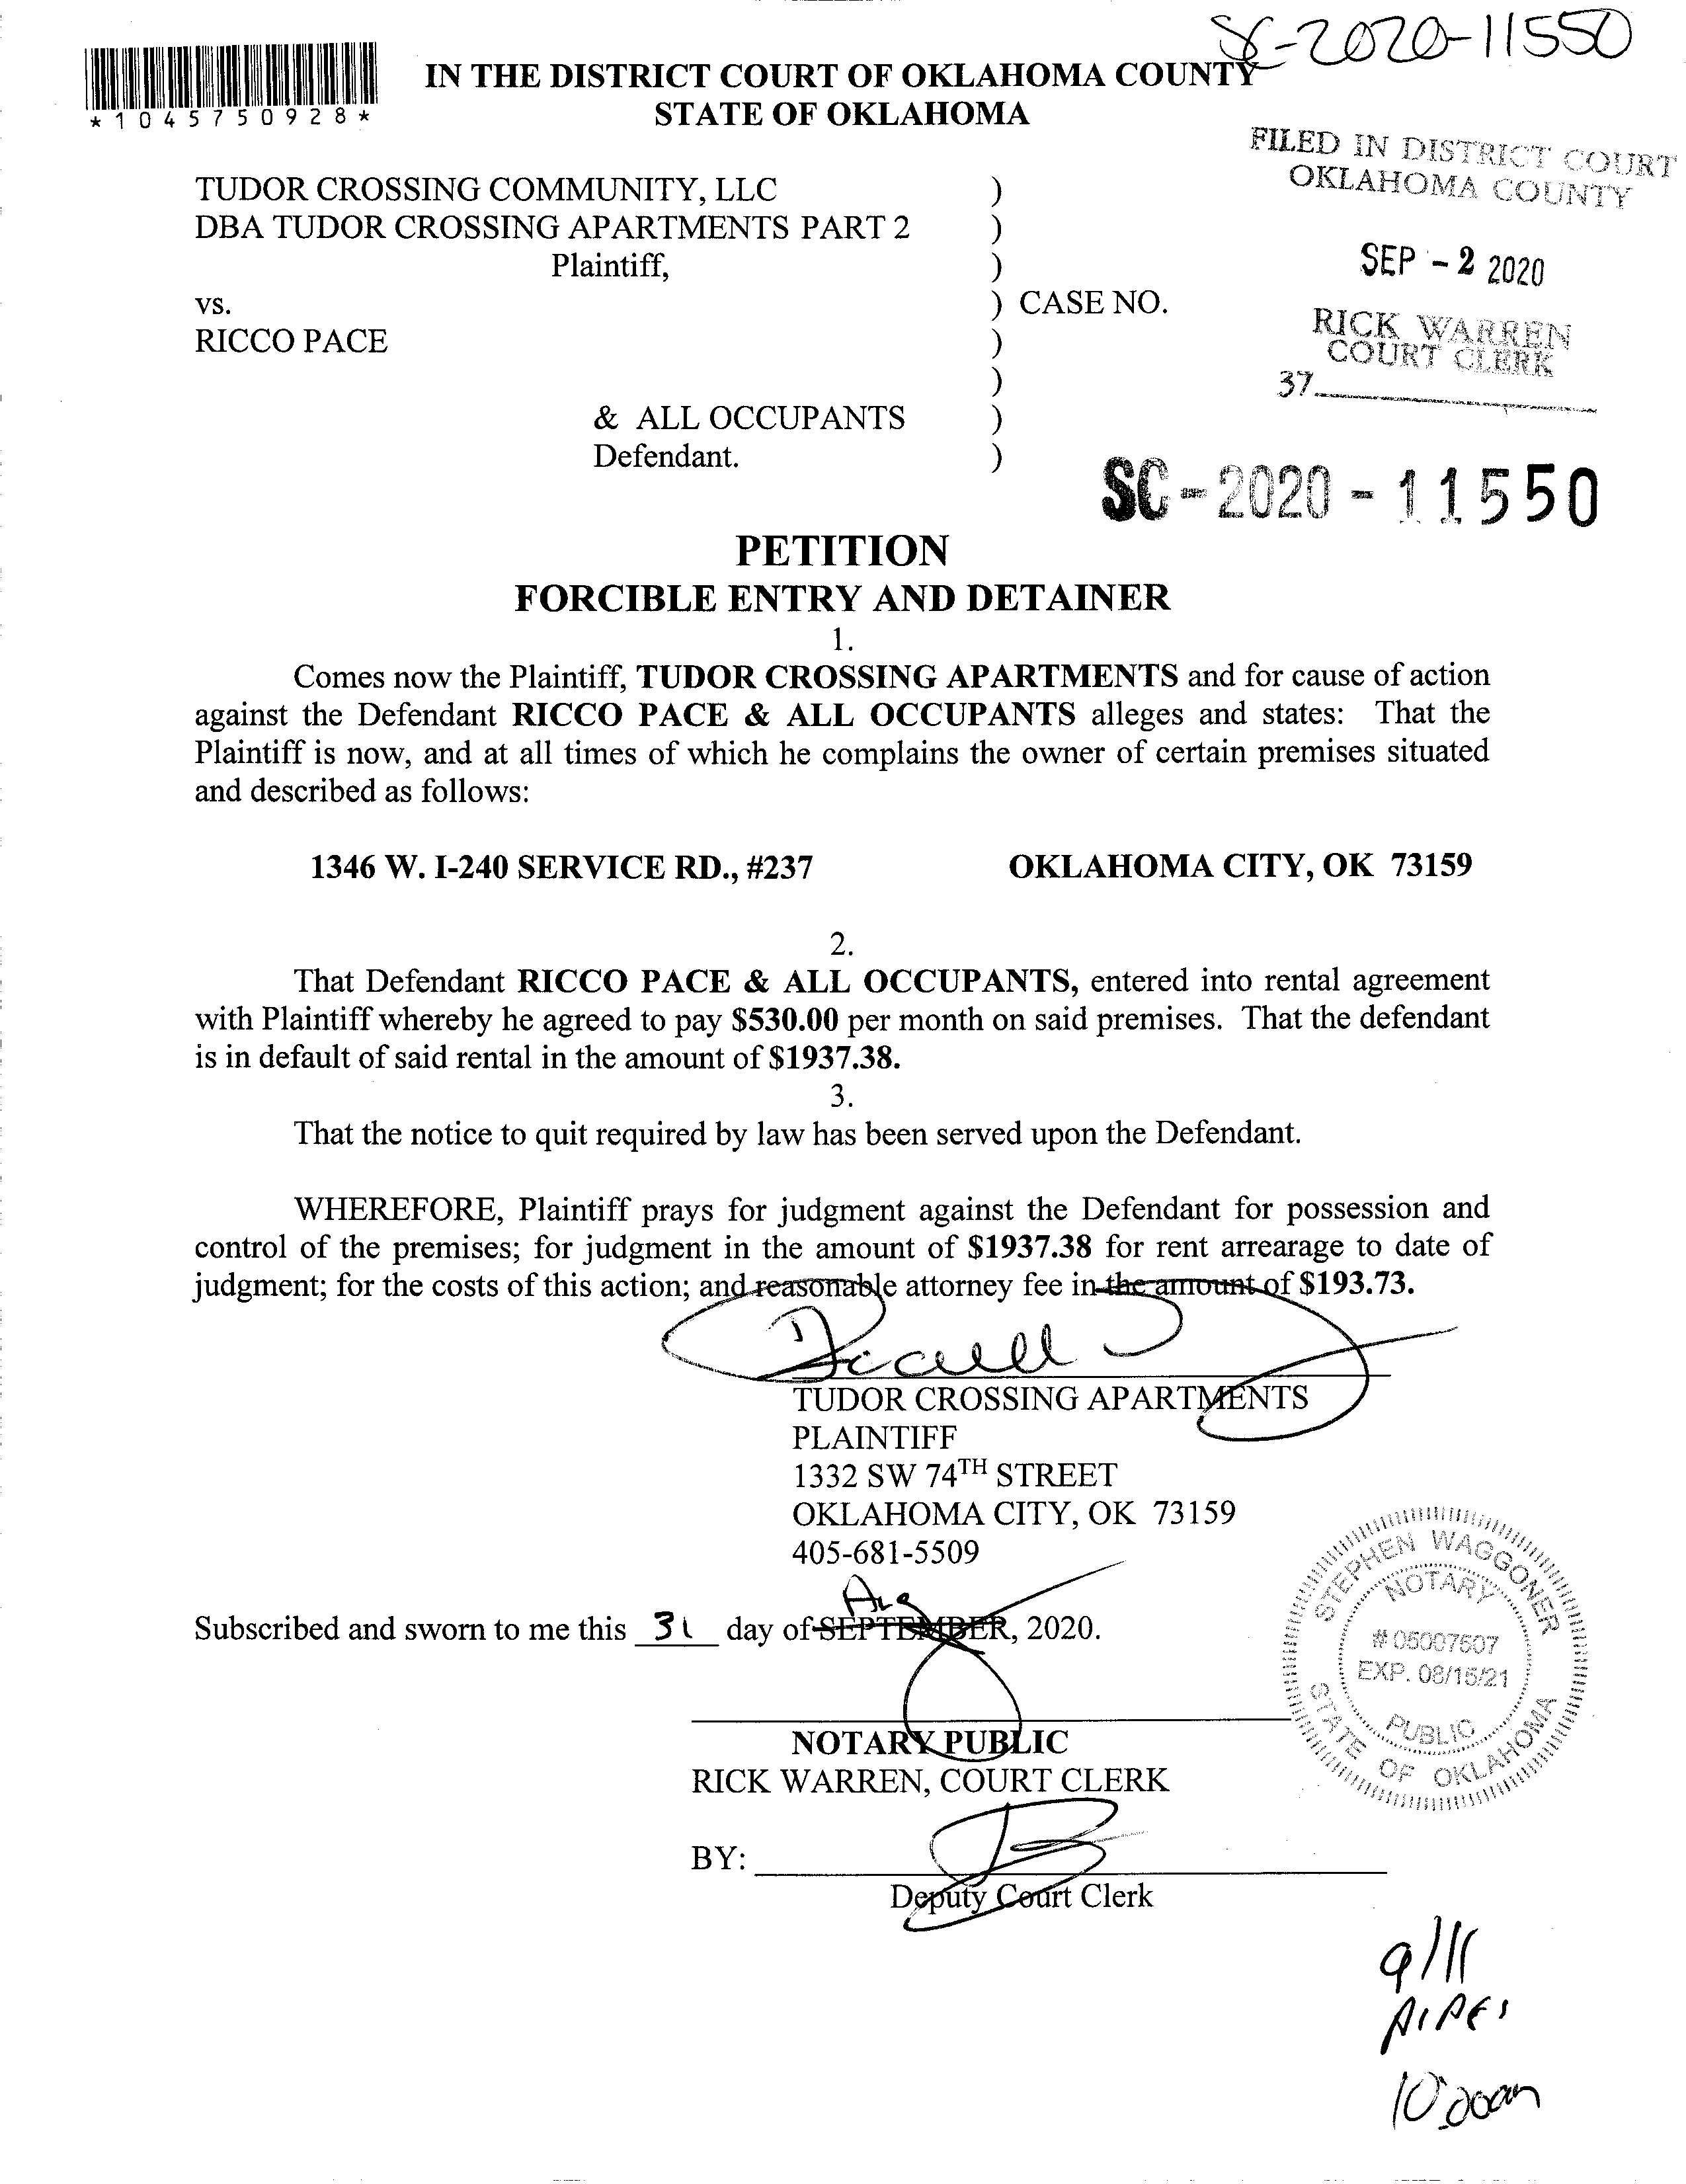 SC-2020-11550
*1045750928*
IN THE DISTRICT COURT OF OKLAHOMA COUNTY
STATE OF OKLAHOMA
FILED IN DISTRICT COURT
OKLAHOMA COUNTY
SEP - 2 2020
RICK WARREN
COURT CLERK
37
TUDOR CROSSING COMMUNITY, LLC )
DBA TUDOR CROSSING APARTMENTS PART 2 )
Plaintiff, )
vs. ) CASE NO.
RICCO PACE )
)
& ALL OCCUPANTS )
Defendant. )
SC-2020-11550
PETITION
FORCIBLE ENTRY AND DETAINER
1.
Comes now the Plaintiff, TUDOR CROSSING APARTMENTS and for cause of action
against the Defendant RICCO PACE & ALL OCCUPANTS alleges and states: That the
Plaintiff is now, and at all times of which he complains the owner of certain premises situated
and described as follows:
1346 W. I-240 SERVICE RD., #237 OKLAHOMA CITY, OK 73159
2.
That Defendant RICCO PACE & ALL OCCUPANTS, entered into rental agreement
with Plaintiff whereby he agreed to pay $530.00 per month on said premises. That the defendant
is in default of said rental in the amount of $1937.38.
3.
That the notice to quit required by law has been served upon the Defendant.
WHEREFORE, Plaintiff prays for judgment against the Defendant for possession and
control of the premises; for judgment in the amount of $1937.38 for rent arrearage to date of
judgment; for the costs of this action; and reasonable attorney fee in the amount of $193.73.
TUDOR CROSSING APARTMENTS
PLAINTIFF
1332 SW 74TH STREET
OKLAHOMA CITY, OK 73159
405-681-5509
Aug
Subscribed and sworn to me this 31 day of SEPTEMBER, 2020.
STEPHEN WAGGONER
NOTARY
# 05007607
EXP. 08/15/21
PUBLIC
STATE OF OKLAHOMA
NOTARY PUBLIC
RICK WARREN, COURT CLERK
BY:
Deputy Court Clerk
9/11
10:00am